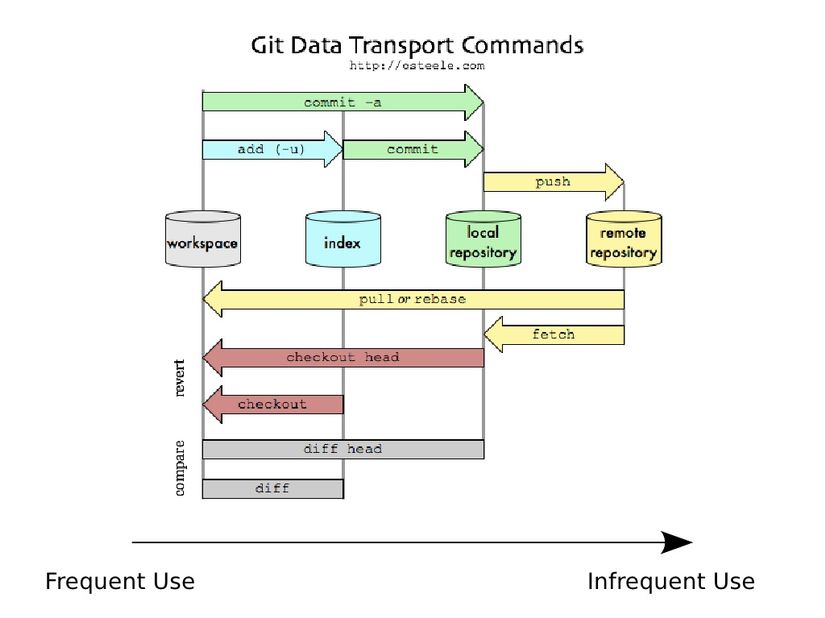 Git Data Transport Commands
http://osteele.com
commit -a
add (-u)
commit
push
workspace
index
local
repository
remote
repository
pull or rebase
fetch
revert
checkout head
checkout
compare
diff head
diff
Frequent Use
Infrequent Use